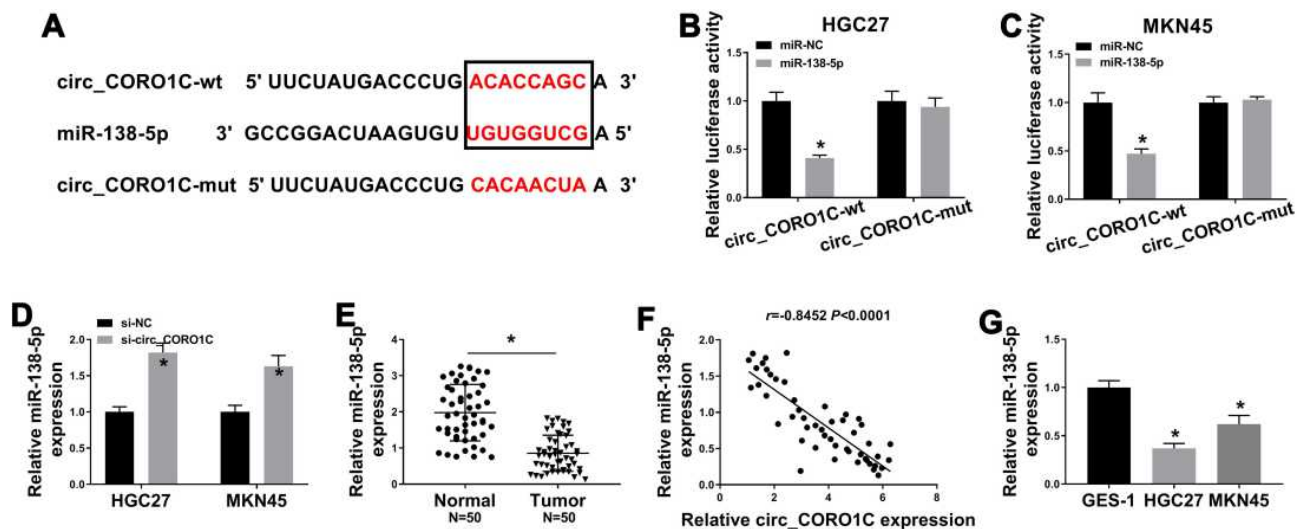 A
circ_CORO1C-wt 5' UUCUAUGACCCUG ACACCAGC A 3'
miR-138-5p 3' GCCGGACUAAGUGU UGUGGUCG A 5'
circ_CORO1C-mut 5' UUCUAUGACCCUG CACAACUA A 3'
B
HGC27
miR-NC
miR-138-5p
Relative luciferase activity
1.5
1.0
0.5
0.0
*
circ_CORO1C-wt
circ_CORO1C-mut
C
MKN45
miR-NC
miR-138-5p
Relative luciferase activity
1.5
1.0
0.5
0.0
*
circ_CORO1C-wt
circ_CORO1C-mut
D
si-NC
si-circ_CORO1C
Relative miR-138-5p
expression
2.0
1.5
1.0
0.5
0.0
*
*
HGC27 MKN45
E
Relative miR-138-5p
expression
4
3
2
1
0
*
Normal Tumor
N=50 N=50
F
r=-0.8452 P<0.0001
Relative miR-138-5p
expression
2.0
1.5
1.0
0.5
0.0
0 2 4 6 8
Relative circ_CORO1C expression
G
Relative miR-138-5p
expression
1.5
1.0
0.5
0.0
*
*
GES-1 HGC27 MKN45